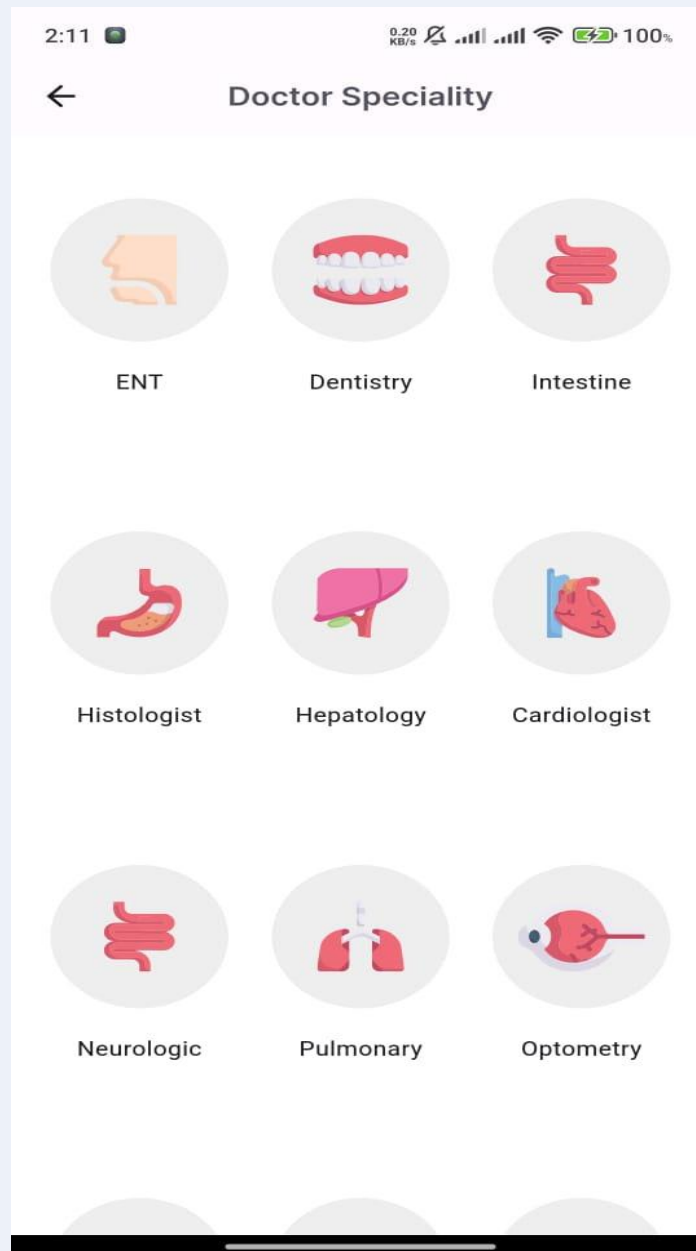 2:11
0.20
KB/s
100%
Doctor Speciality
ENT Dentistry Intestine
Histologist Hepatology Cardiologist
Neurologic Pulmonary Optometry